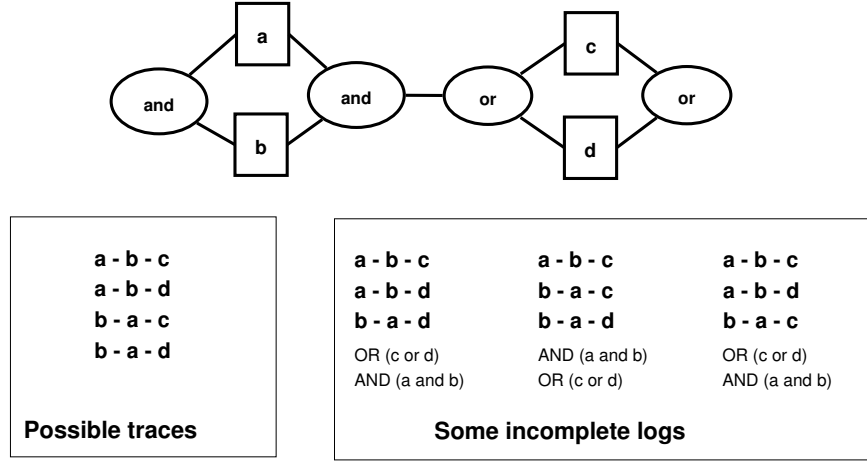 a
c
and
and
or
or
b
d
a - b - c
a - b - d
b - a - c
b - a - d
Possible traces
a - b - c
a - b - d
b - a - d
OR (c or d)
AND (a and b)
a - b - c
b - a - c
b - a - d
AND (a and b)
OR (c or d)
a - b - c
a - b - d
b - a - c
OR (c or d)
AND (a and b)
Some incomplete logs